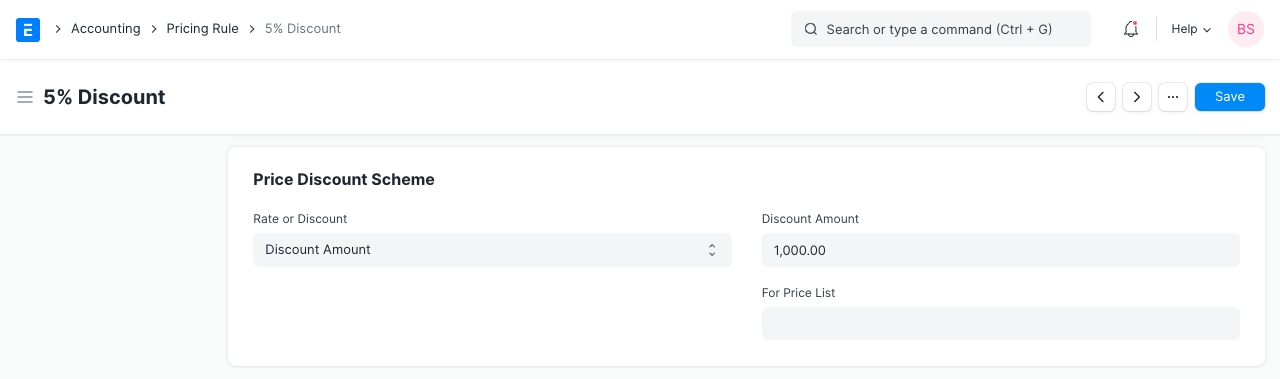 E Accounting Pricing Rule 5% Discount Search or type a command (Ctrl + G) Help BS
5% Discount ... Save
Price Discount Scheme
Rate or Discount Discount Amount
Discount Amount 1,000.00
For Price List